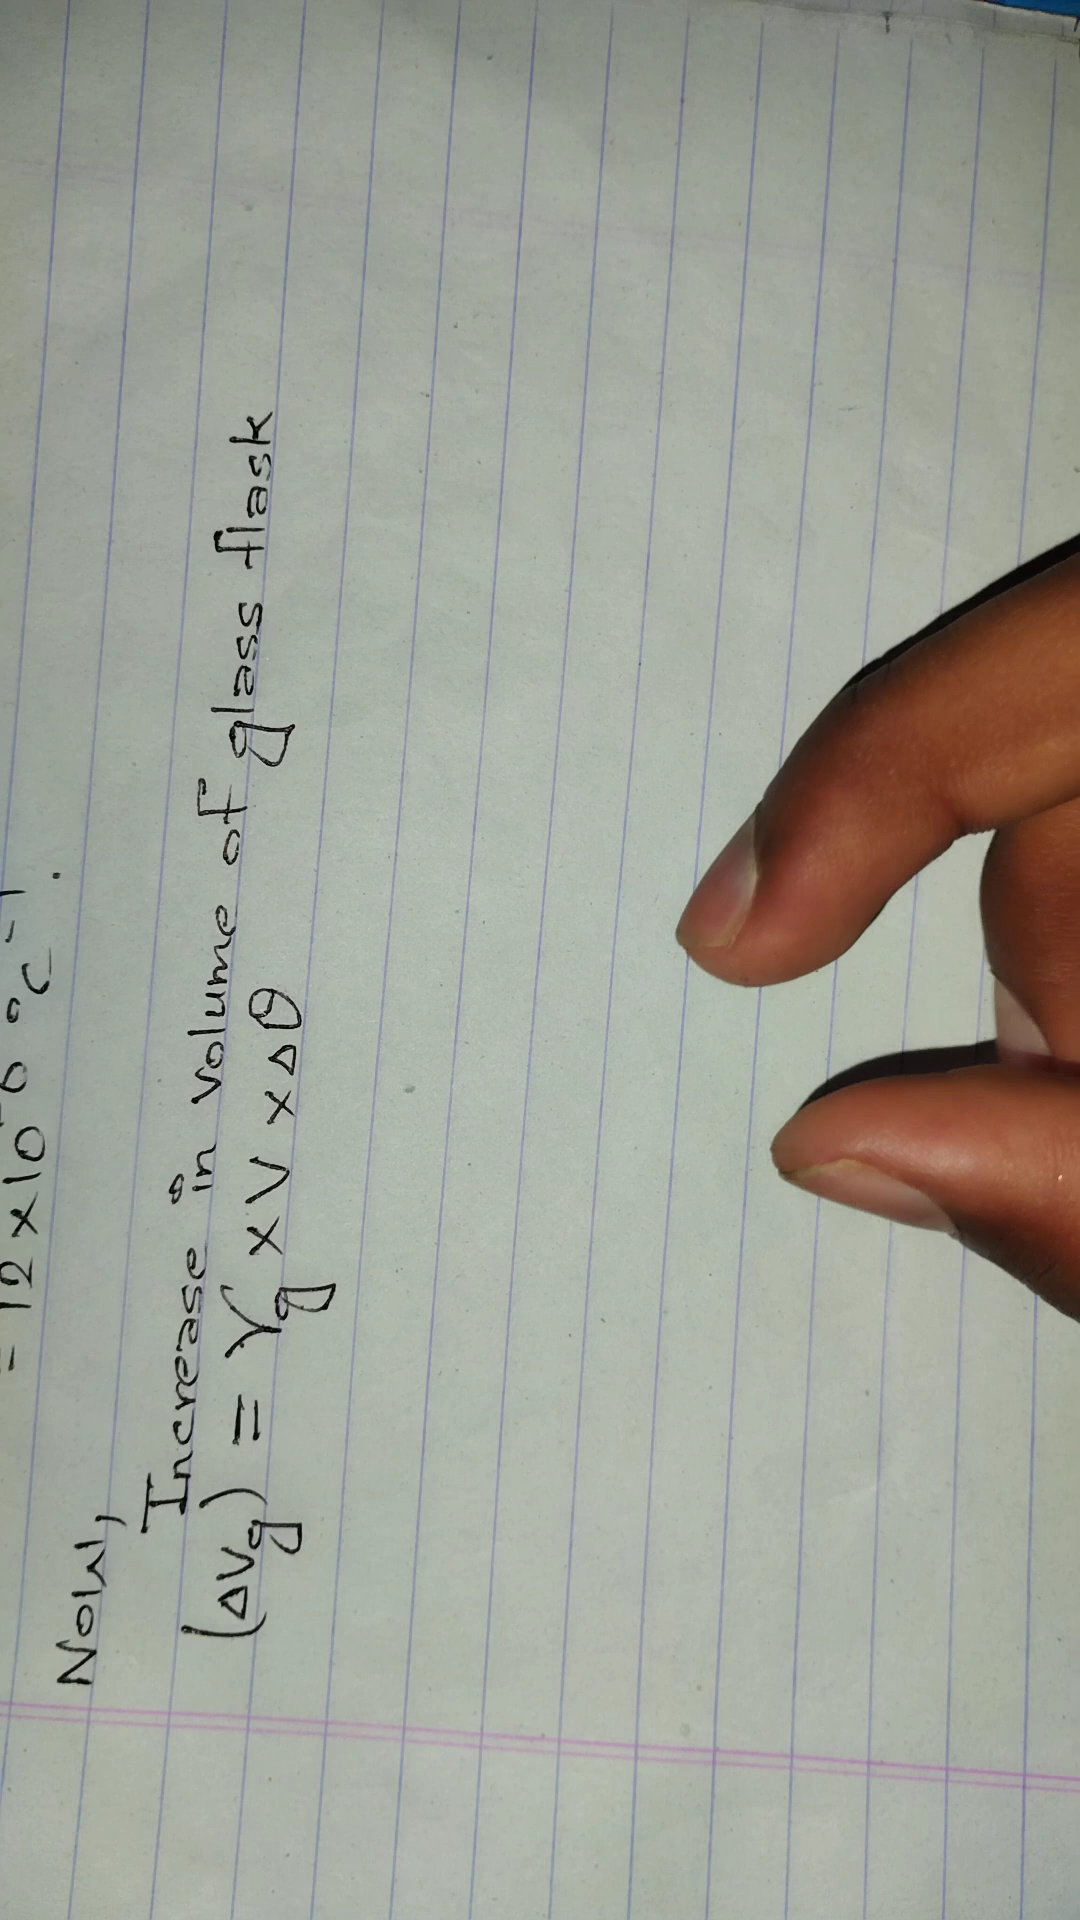 = 12 × 10⁻⁶ °C⁻¹.
Now,
Increase in volume of glass flask
(ΔVg) = γg × V × Δθ